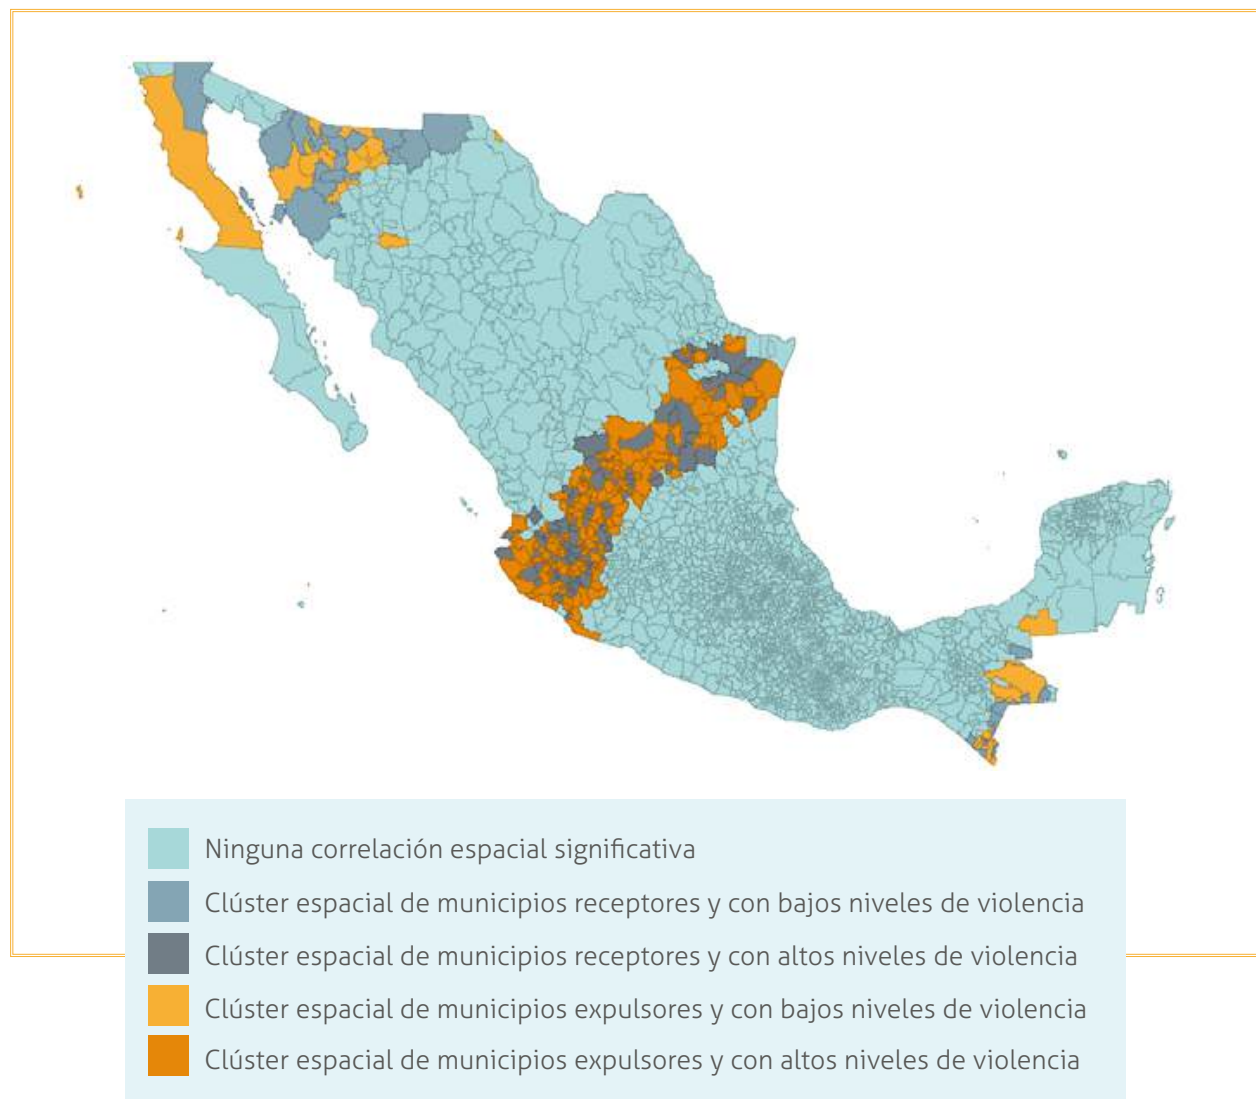 Ninguna correlación espacial significativa
Clúster espacial de municipios receptores y con bajos niveles de violencia
Clúster espacial de municipios receptores y con altos niveles de violencia
Clúster espacial de municipios expulsores y con bajos niveles de violencia
Clúster espacial de municipios expulsores y con altos niveles de violencia